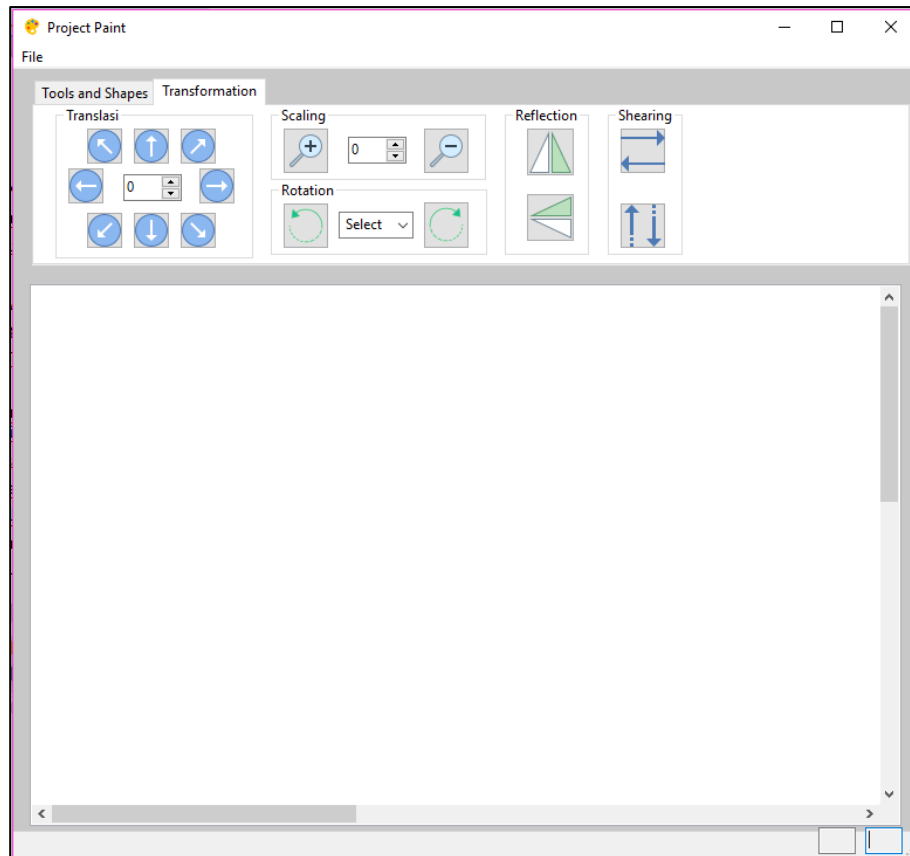 Project Paint
File
Tools and Shapes Transformation
Translasi
0
Scaling
0
Rotation
Select
Reflection
Shearing